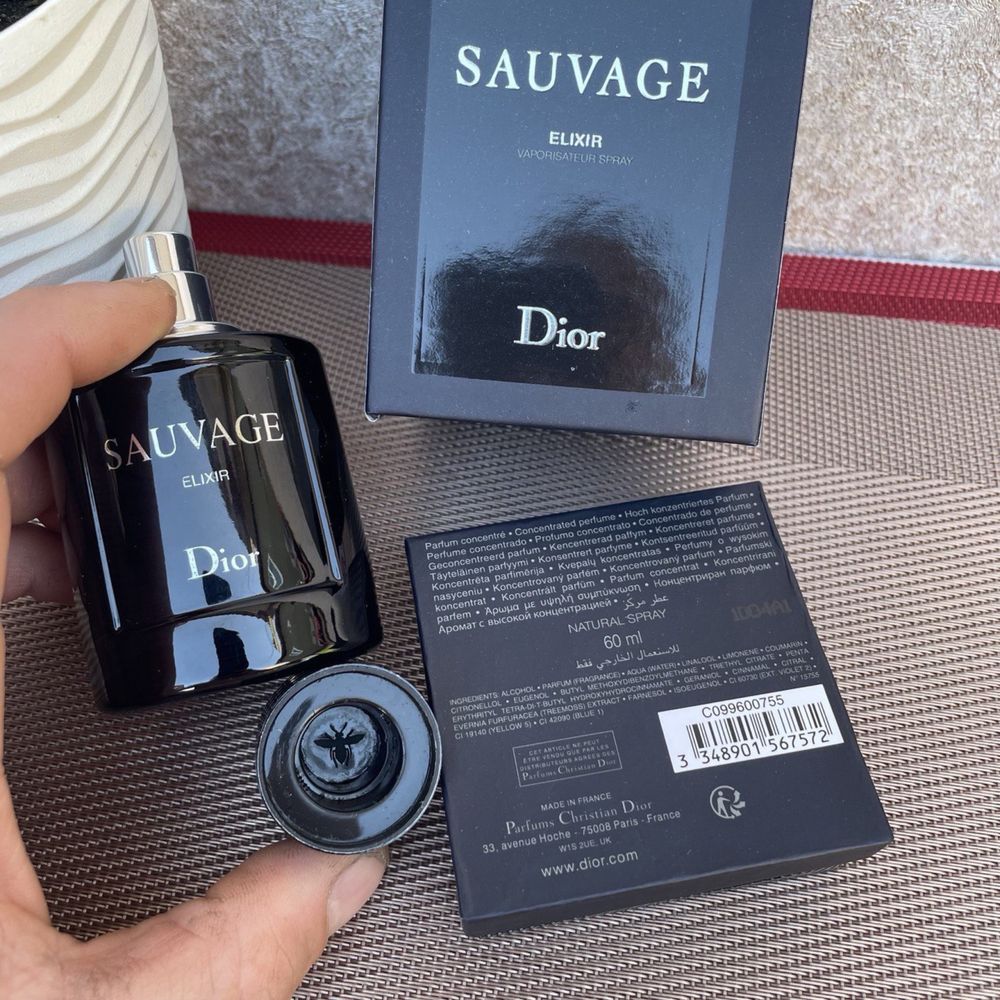 SAUVAGE
ELIXIR
VAPORISATEUR SPRAY
Dior
SAUVAGE
ELIXIR
Dior
Parfum concentré • Concentrated perfume • Hoch konzentriertes Parfum •
Perfume concentrado • Profumo concentrato • Concentrado de perfume •
Geconcentreerd parfum • Kencentrerad paffym • Koncentreret parfume •
Täyteläinen parfyymi • Konsentrert parfyme • Kontsentreeritud parfüüm •
Koncentrēta parfimērija • Kvepalų koncentratas • Perfumy o wysokim
nasyceniu • Koncentrovaný parfém • Koncentrovaný parfum • Parfumski
koncentrat • Koncentrált parfüm • Parfum concentrat • Koncentriran
parfem • Άρωμα με υψηλή συμπύκνωση • Концентриран парфюм •
Аромат с высокой концентрацией • عطر مركز
1D04A1
NATURAL SPRAY
60 ml
للاستعمال الخارجي فقط
INGREDIENTS: ALCOHOL • PARFUM (FRAGRANCE) • AQUA (WATER) • LINALOOL • LIMONENE • COUMARIN •
CITRONELLOL • EUGENOL • BUTYL METHOXYDIBENZOYLMETHANE • TRIETHYL CITRATE • PENTA
ERYTHRITYL TETRA-DI-T-BUTYL HYDROXYHYDROCINNAMATE • GERANIOL • CINNAMAL • CITRAL •
EVERNIA FURFURACEA (TREEMOSS) EXTRACT • FARNESOL • ISOEUGENOL • CI 60730 (EXT. VIOLET 2) •
CI 19140 (YELLOW 5) • CI 42090 (BLUE 1)
N° 15755
C099600755
3 348901 567572
CET ARTICLE NE PEUT
ÊTRE VENDU QUE PAR LES
DISTRIBUTEURS AGRÉÉS DES
Parfums Christian Dior
MADE IN FRANCE
Parfums Christian Dior
33, avenue Hoche - 75008 Paris - France
W1S 2UE, UK
www.dior.com